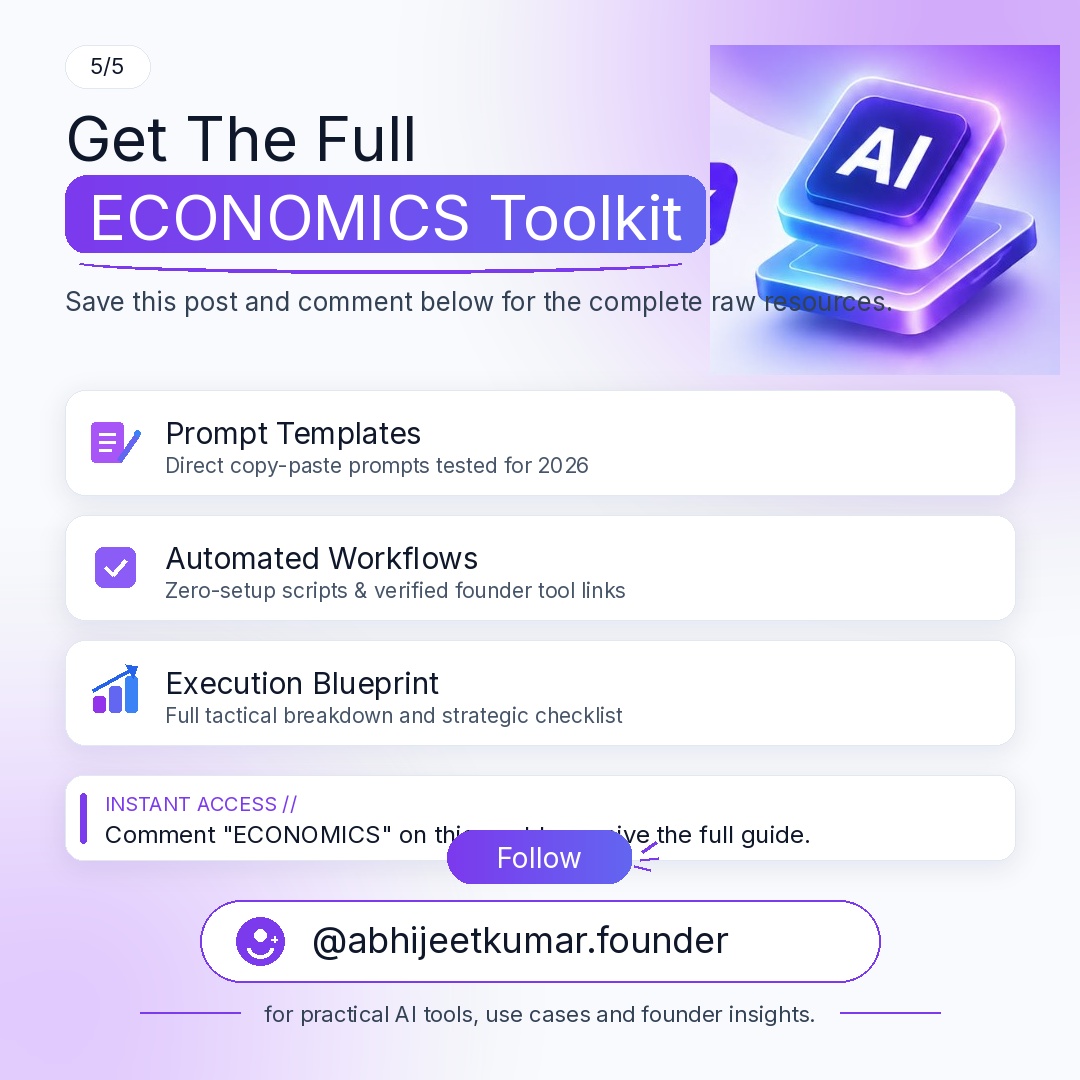 5/5
Get The Full
ECONOMICS Toolkit
AI
Save this post and comment below for the complete raw resources.
Prompt Templates
Direct copy-paste prompts tested for 2026
Automated Workflows
Zero-setup scripts & verified founder tool links
Execution Blueprint
Full tactical breakdown and strategic checklist
INSTANT ACCESS //
Comment "ECONOMICS" on the full guide.
Follow
@abhijeetkumar.founder
for practical AI tools, use cases and founder insights.